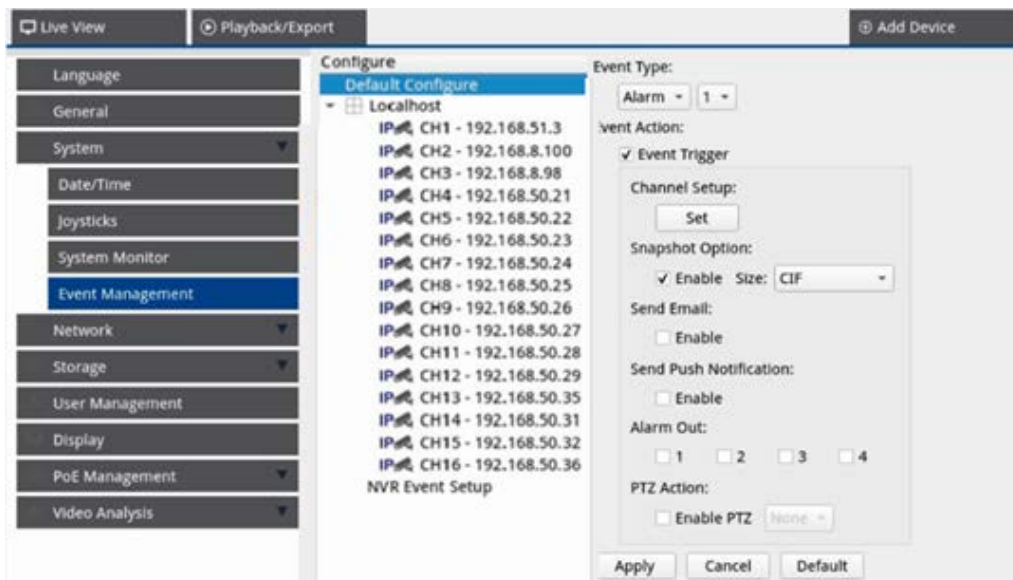 Live View
Playback/Export
Add Device
Language
General
System
Date/Time
Joysticks
System Monitor
Event Management
Network
Storage
User Management
Display
PoE Management
Video Analysis
Configure
Default Configure
Localhost
IP CH1 - 192.168.51.3
IP CH2 - 192.168.8.100
IP CH3 - 192.168.8.98
IP CH4 - 192.168.50.21
IP CH5 - 192.168.50.22
IP CH6 - 192.168.50.23
IP CH7 - 192.168.50.24
IP CH8 - 192.168.50.25
IP CH9 - 192.168.50.26
IP CH10 - 192.168.50.27
IP CH11 - 192.168.50.28
IP CH12 - 192.168.50.29
IP CH13 - 192.168.50.35
IP CH14 - 192.168.50.31
IP CH15 - 192.168.50.32
IP CH16 - 192.168.50.36
NVR Event Setup
Event Type:
Alarm 1
vent Action:
Event Trigger
Channel Setup:
Set
Snapshot Option:
Enable Size: CIF
Send Email:
Enable
Send Push Notification:
Enable
Alarm Out:
1 2 3 4
PTZ Action:
Enable PTZ None
Apply Cancel Default